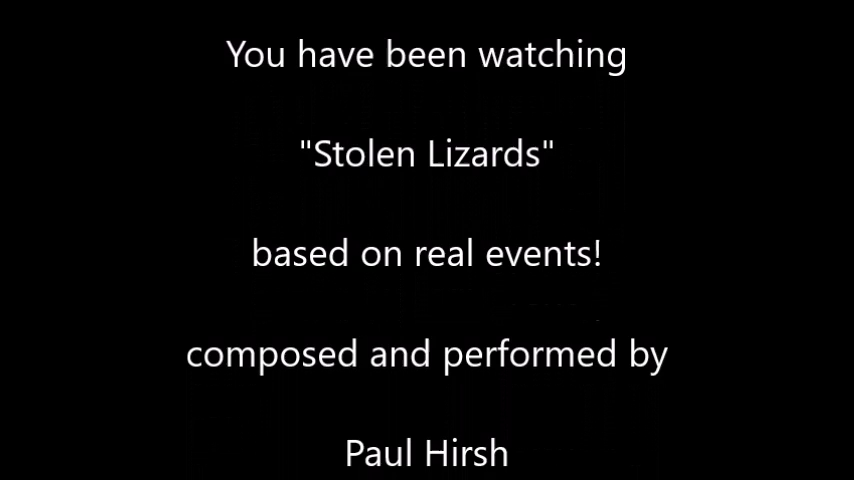 You have been watching
"Stolen Lizards"
based on real events!
composed and performed by
Paul Hirsh